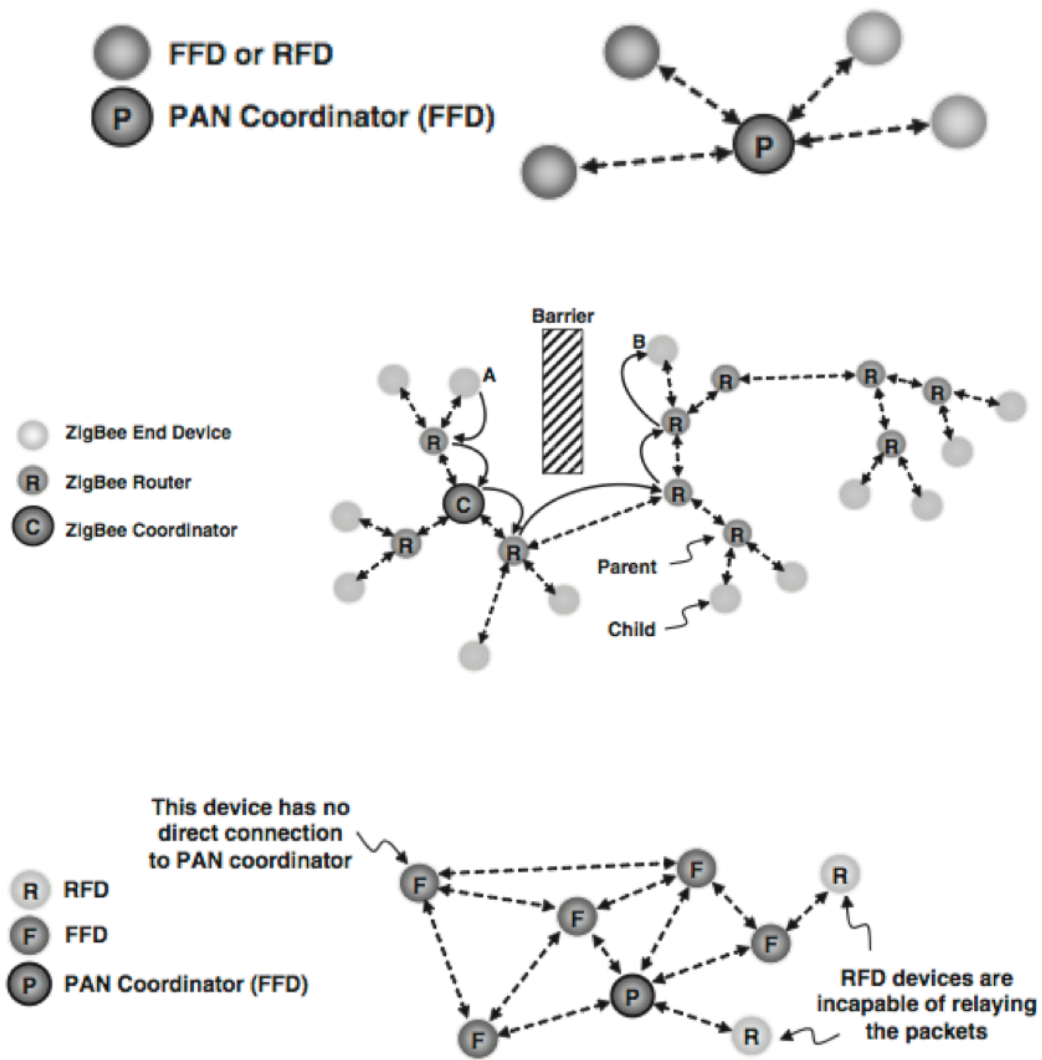 FFD or RFD
P
PAN Coordinator (FFD)
P
Barrier
B
A
R
R
R
R
R
ZigBee End Device
R
R
R
ZigBee Router
C
R
C
ZigBee Coordinator
R
R
R
Parent
Child
This device has no
direct connection
to PAN coordinator
F
F
R
R
RFD
F
F
FFD
F
P
PAN Coordinator (FFD)
P
F
R
RFD devices are
incapable of relaying
the packets